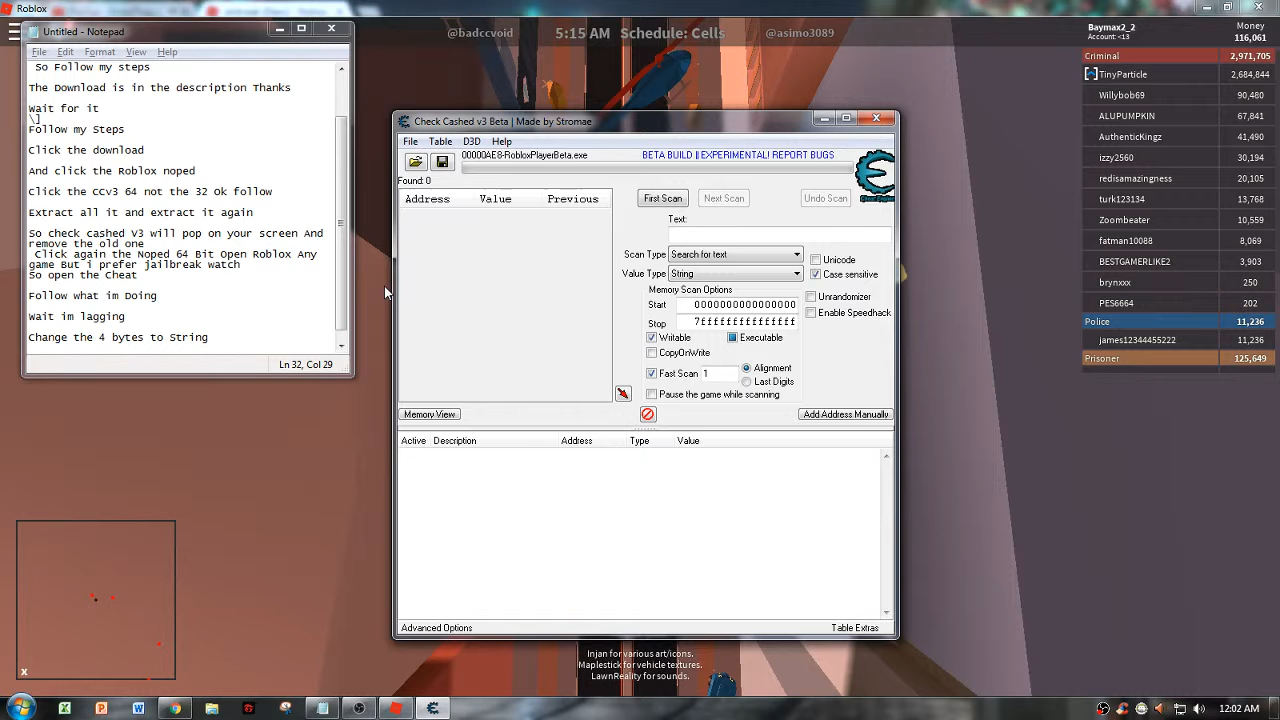 Roblox
Untitled - Notepad
File Edit Format View Help
So Follow my steps
The Download is in the description Thanks
Wait for it
\]
Follow my Steps
Click the download
And click the Roblox noped
Click the CCv3 64 not the 32 ok follow
Extract all it and extract it again
So check cashed v3 will pop on your screen And
remove the old one
Click again the Noped 64 Bit Open Roblox Any
game But i prefer jailbreak watch
So open the Cheat
Follow what im Doing
wait im lagging
Change the 4 bytes to String
Ln 32, Col 29
@badccvoid 5:15 AM Schedule: Cells @asimo3089
Check Cashed v3 Beta | Made by Stromae
File Table D3D Help
00000AE8-RobloxPlayerBeta.exe BETA BUILD || EXPERIMENTAL! REPORT BUGS
Found: 0
Address Value Previous
First Scan Next Scan Undo Scan
Text:
Scan Type Search for text
Value Type String
Unicode
Case sensitive
Memory Scan Options
Start 0000000000000000
Stop 7fffffffffffffff
Unrandomizer
Enable Speedhack
Writable Executable
CopyOnWrite
Fast Scan 1 Alignment
Last Digits
Pause the game while scanning
Memory View Add Address Manually
Active Description Address Type Value
Advanced Options Table Extras
Baymax2_2
Account: <13
Money
116,061
Criminal 2,971,705
TinyParticle 2,684,844
Willybob69 90,480
ALUPUMPKIN 67,841
AuthenticKingz 41,490
izzy2560 30,194
redisamazingness 20,105
turk123134 13,768
Zoombeater 10,559
fatman10088 8,069
BESTGAMERLIKE2 3,903
brynxxx 250
PES6664 202
Police 11,236
james12344455222 11,236
Prisoner 125,649
x
Injan for various art/icons.
Maplestick for vehicle textures.
LawnReality for sounds.
12:02 AM